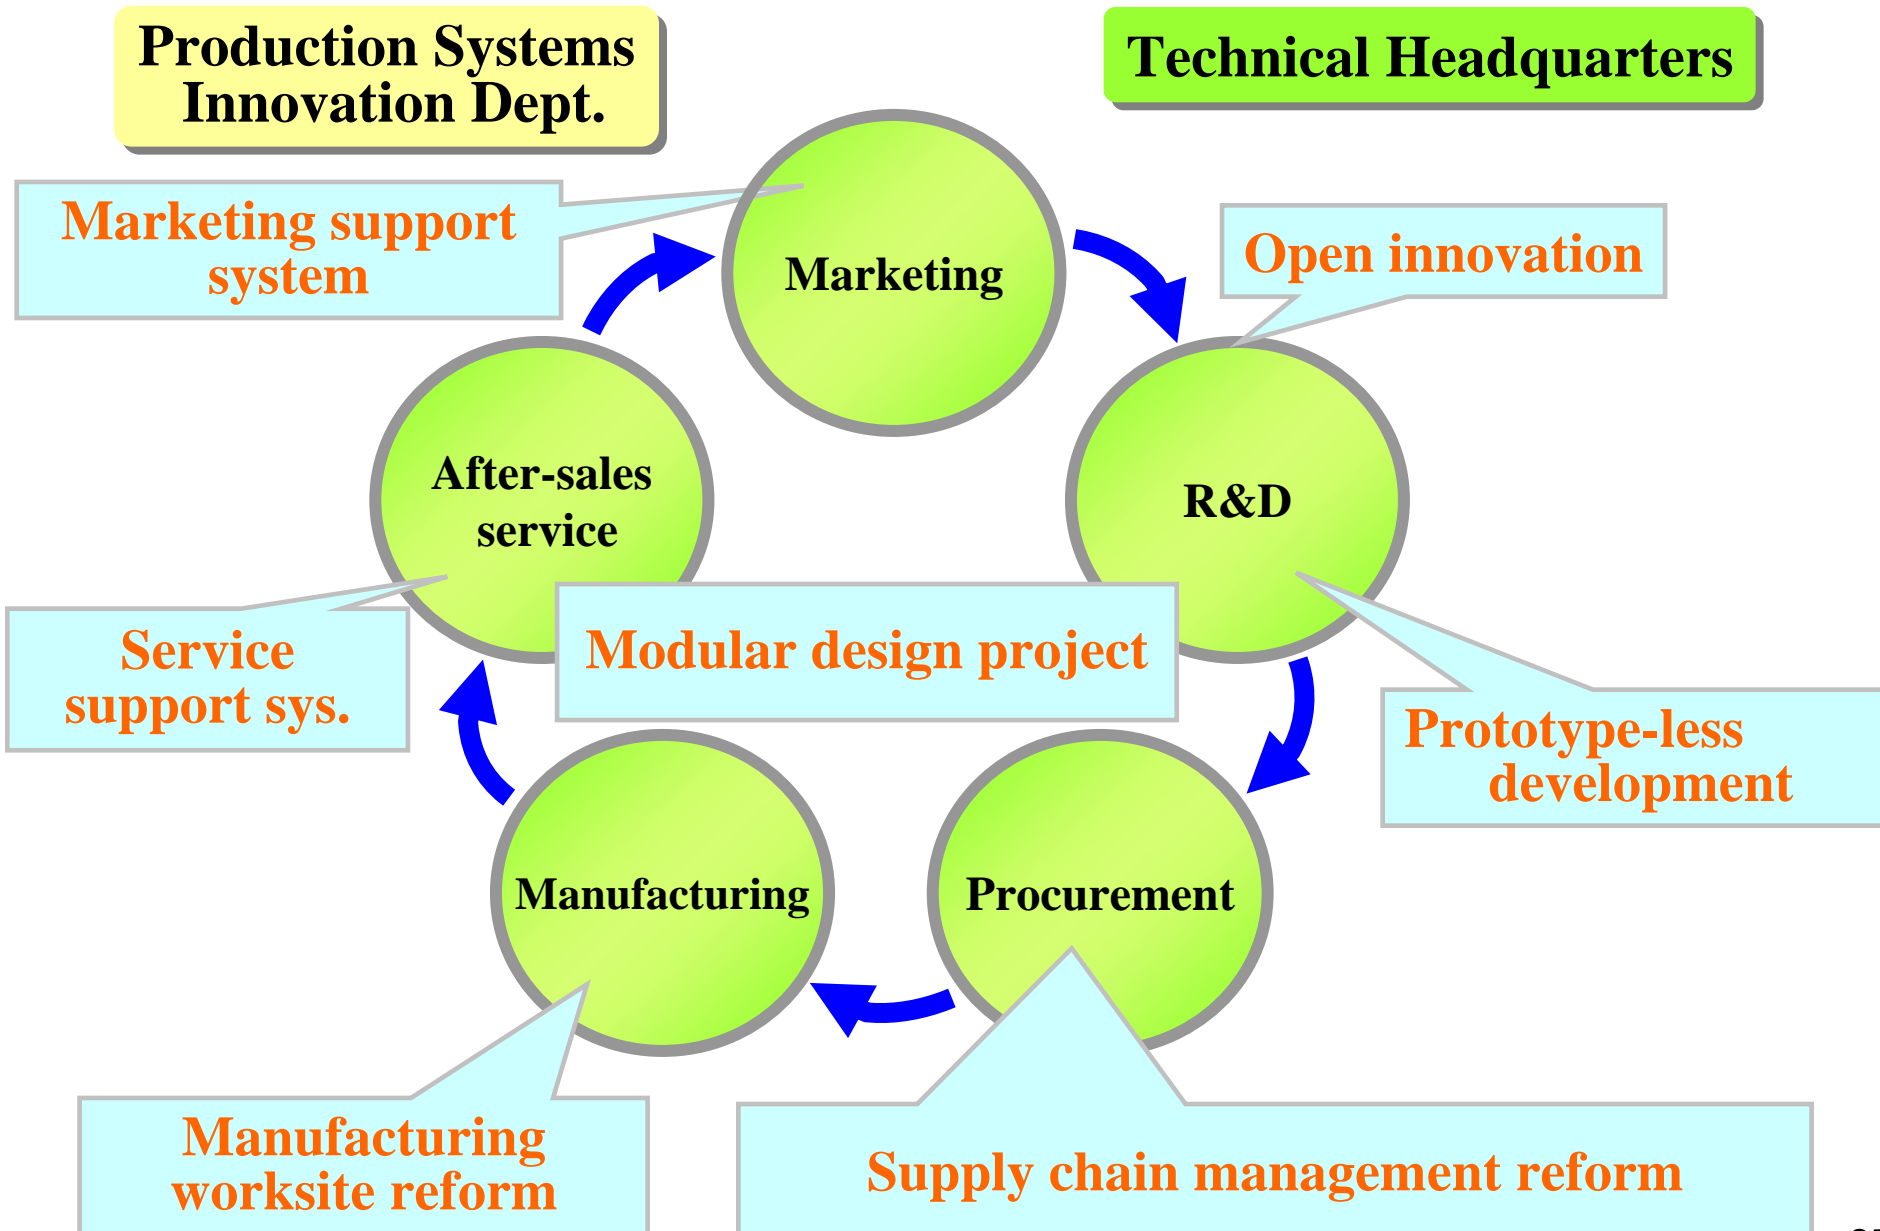 Production Systems
Innovation Dept.
Technical Headquarters
Marketing support
system
Marketing
Open innovation
After-sales
service
R&D
Service
support sys.
Modular design project
Prototype-less
development
Manufacturing
Procurement
Manufacturing
worksite reform
Supply chain management reform